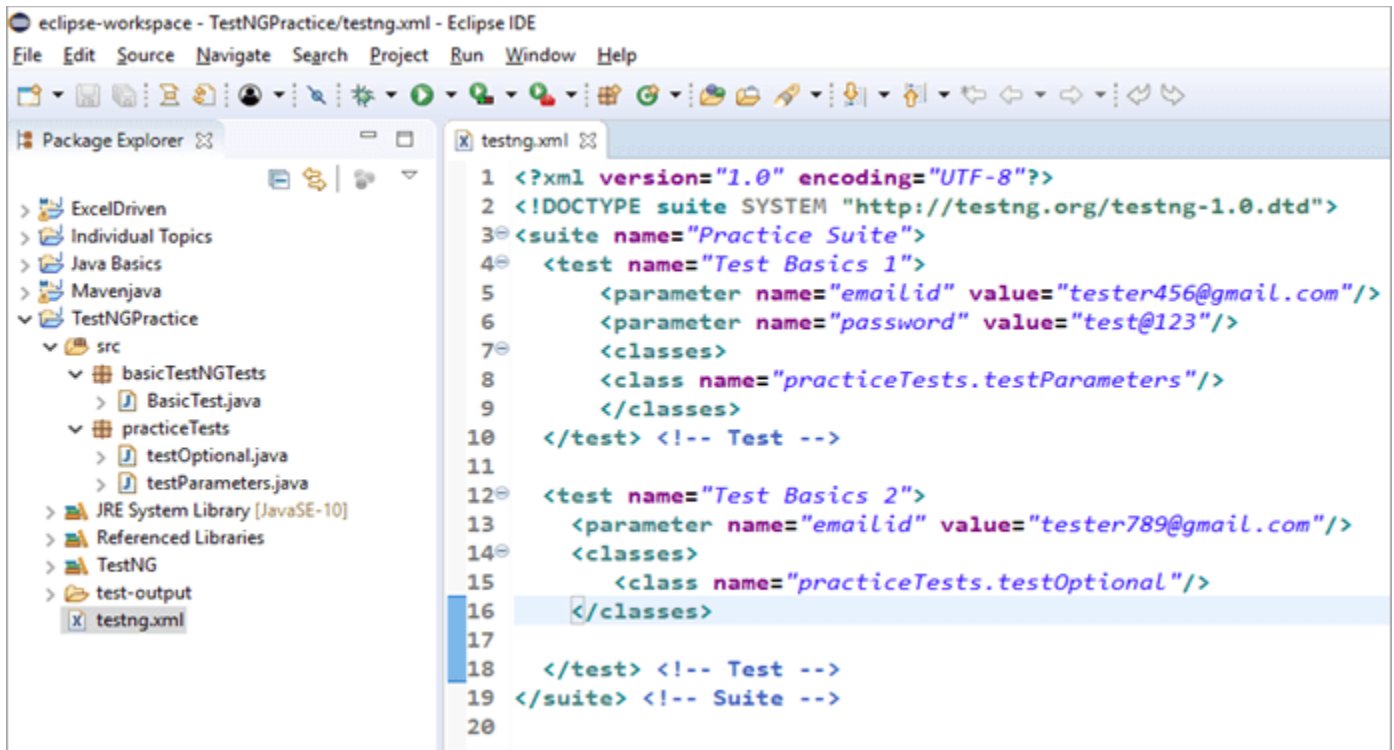 eclipse-workspace - TestNGPractice/testng.xml - Eclipse IDE
File Edit Source Navigate Search Project Run Window Help
Package Explorer
ExcelDriven
Individual Topics
Java Basics
Mavenjava
TestNGPractice
src
basicTestNGTests
BasicTest.java
practiceTests
testOptional.java
testParameters.java
JRE System Library [JavaSE-10]
Referenced Libraries
TestNG
test-output
testng.xml
testng.xml
1 <?xml version="1.0" encoding="UTF-8"?>
2 <!DOCTYPE suite SYSTEM "http://testng.org/testng-1.0.dtd">
3 <suite name="Practice Suite">
4 <test name="Test Basics 1">
5 <parameter name="emailid" value="tester456@gmail.com"/>
6 <parameter name="password" value="test@123"/>
7 <classes>
8 <class name="practiceTests.testParameters"/>
9 </classes>
10 </test> <!-- Test -->
11
12 <test name="Test Basics 2">
13 <parameter name="emailid" value="tester789@gmail.com"/>
14 <classes>
15 <class name="practiceTests.testOptional"/>
16 </classes>
17
18 </test> <!-- Test -->
19 </suite> <!-- Suite -->
20